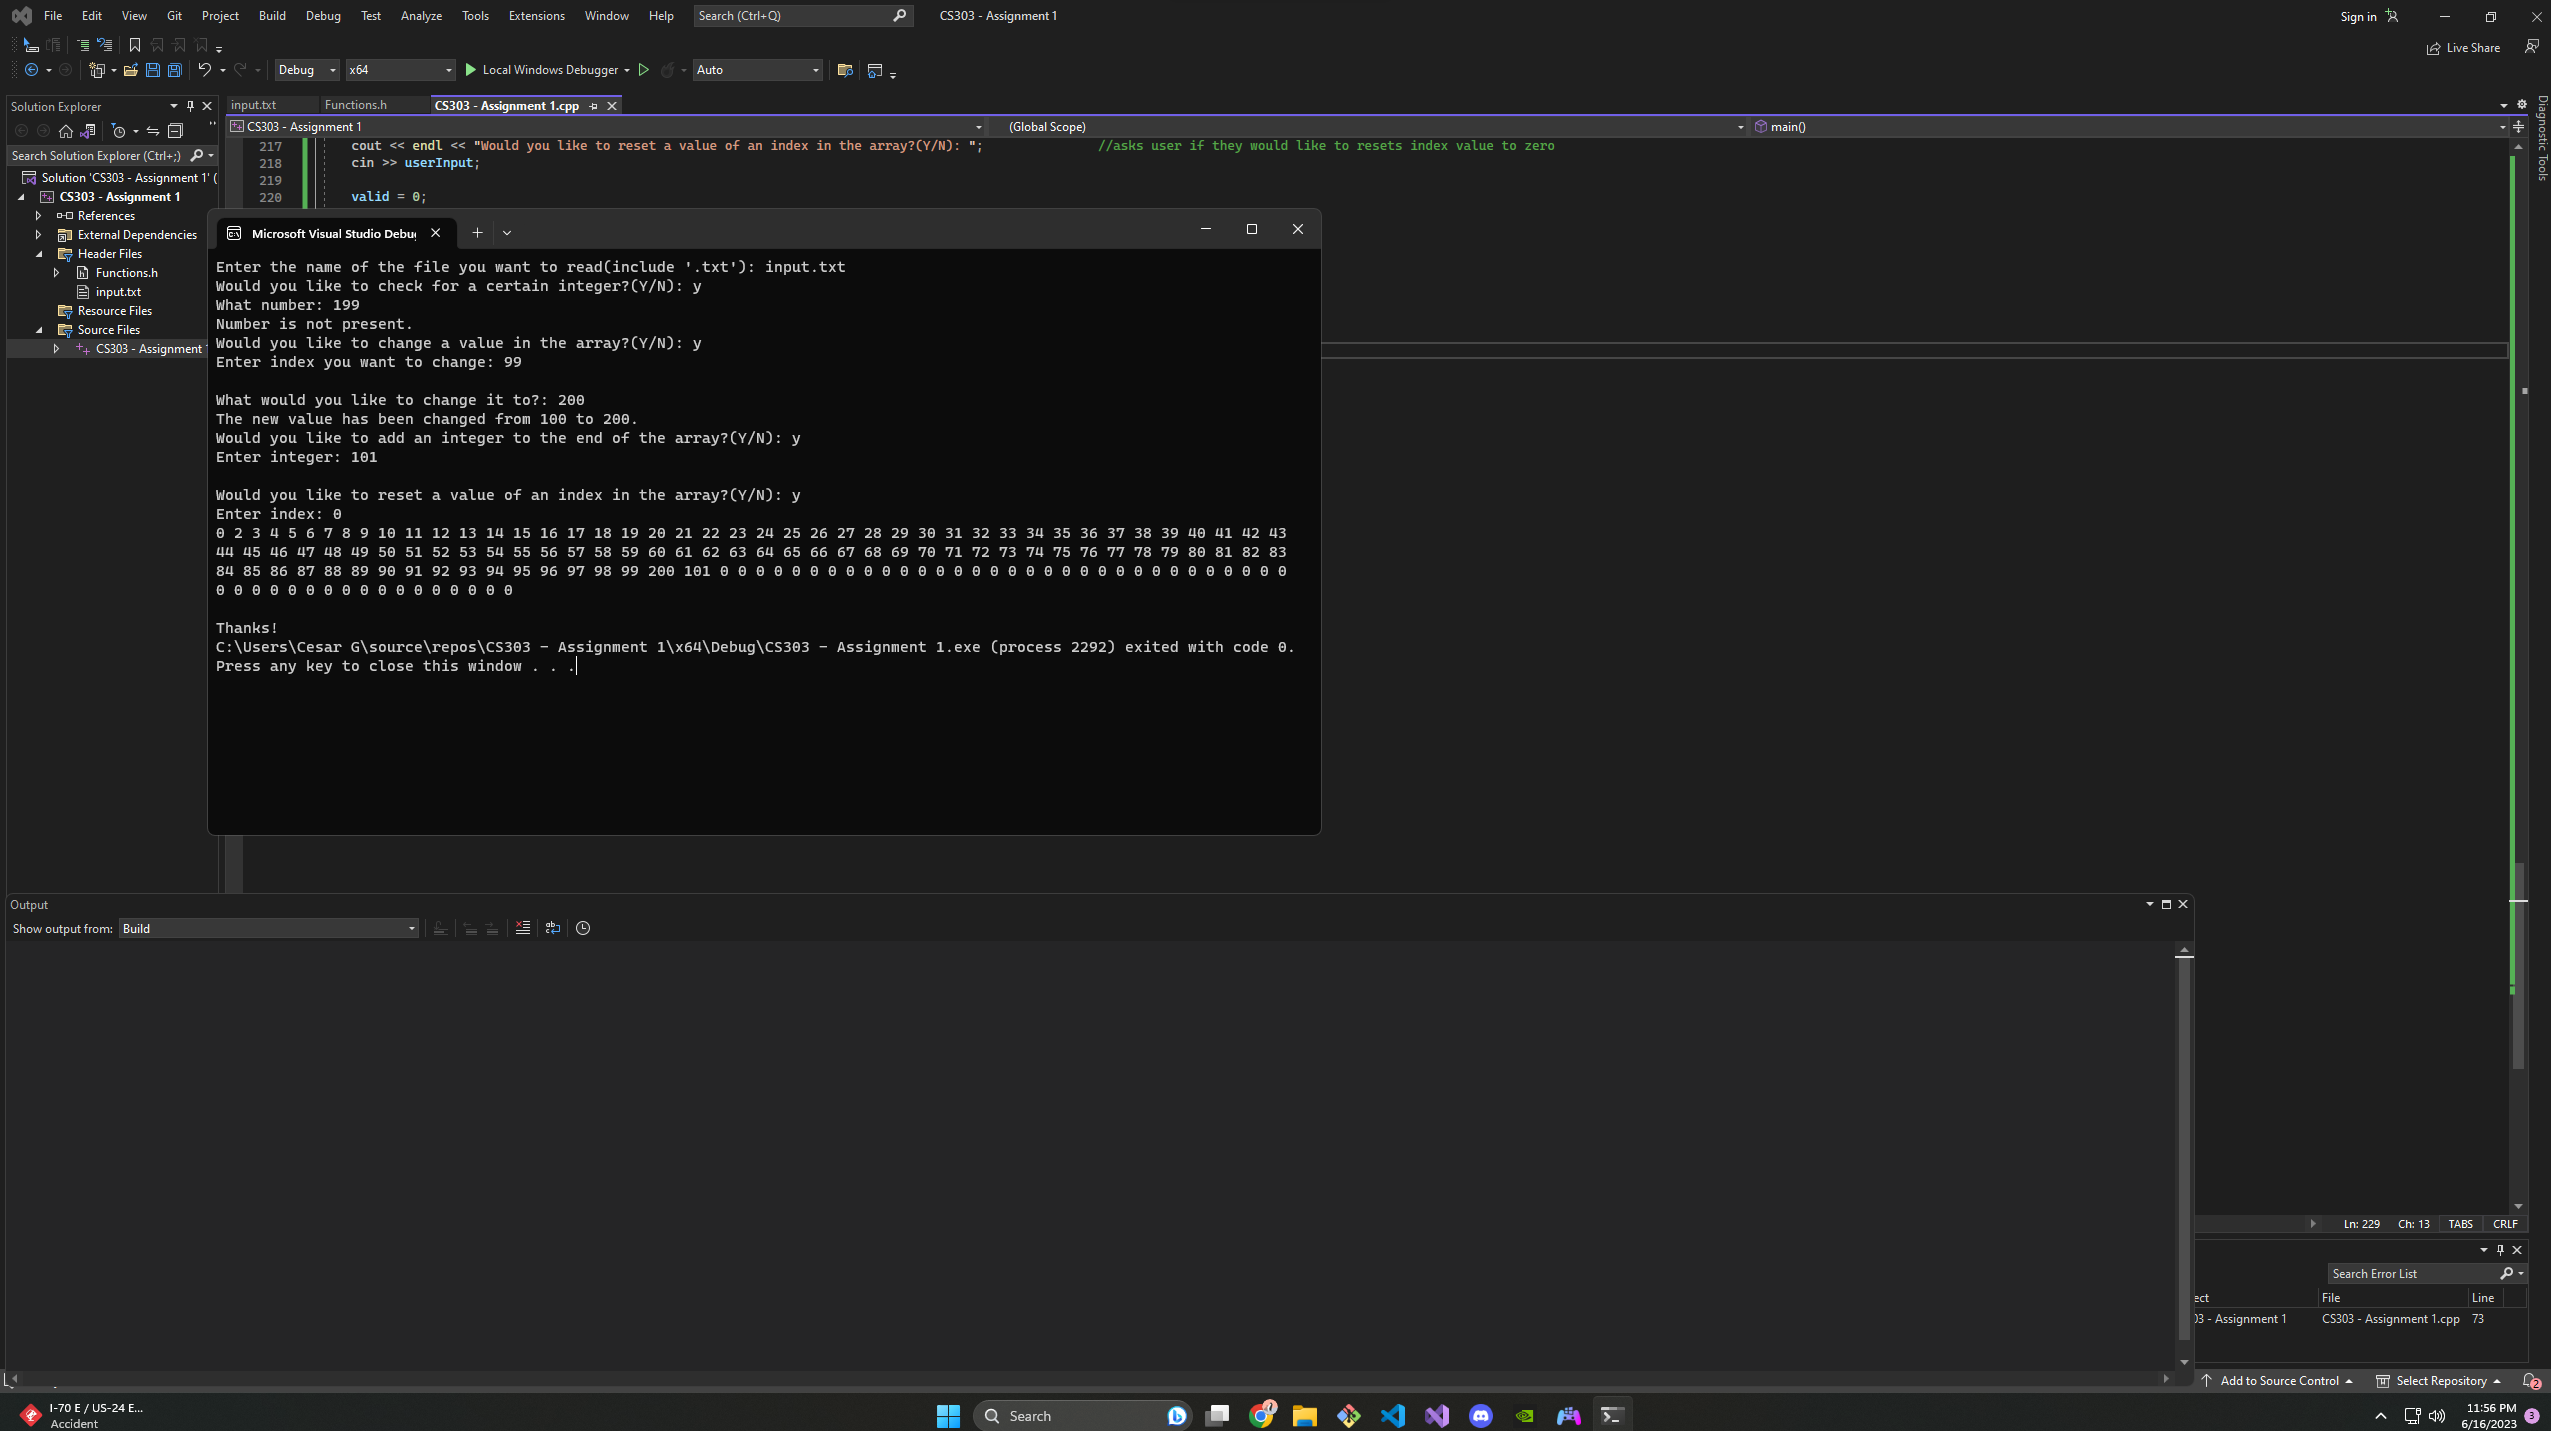 File Edit View Git Project Build Debug Test Analyze Tools Extensions Window Help Search (Ctrl+Q) CS303 - Assignment 1 Sign in
Live Share
Debug x64 Local Windows Debugger Auto
Solution Explorer
Search Solution Explorer (Ctrl+;)
Solution 'CS303 - Assignment 1' (
CS303 - Assignment 1
References
External Dependencies
Header Files
Functions.h
input.txt
Resource Files
Source Files
CS303 - Assignment 1
input.txt Functions.h CS303 - Assignment 1.cpp
CS303 - Assignment 1 (Global Scope) main()
Diagnostic Tools
217 cout << endl << "Would you like to reset a value of an index in the array?(Y/N): "; //asks user if they would like to resets index value to zero
218 cin >> userInput;
219
220 valid = 0;
Microsoft Visual Studio Debug
Enter the name of the file you want to read(include '.txt'): input.txt
Would you like to check for a certain integer?(Y/N): y
What number: 199
Number is not present.
Would you like to change a value in the array?(Y/N): y
Enter index you want to change: 99
What would you like to change it to?: 200
The new value has been changed from 100 to 200.
Would you like to add an integer to the end of the array?(Y/N): y
Enter integer: 101
Would you like to reset a value of an index in the array?(Y/N): y
Enter index: 0
0 2 3 4 5 6 7 8 9 10 11 12 13 14 15 16 17 18 19 20 21 22 23 24 25 26 27 28 29 30 31 32 33 34 35 36 37 38 39 40 41 42 43
44 45 46 47 48 49 50 51 52 53 54 55 56 57 58 59 60 61 62 63 64 65 66 67 68 69 70 71 72 73 74 75 76 77 78 79 80 81 82 83
84 85 86 87 88 89 90 91 92 93 94 95 96 97 98 99 200 101 0 0 0 0 0 0 0 0 0 0 0 0 0 0 0 0 0 0 0 0 0 0 0 0 0 0 0 0 0 0 0 0
0 0 0 0 0 0 0 0 0 0 0 0 0 0 0 0 0
Thanks!
C:\Users\Cesar G\source\repos\CS303 - Assignment 1\x64\Debug\CS303 - Assignment 1.exe (process 2292) exited with code 0.
Press any key to close this window . . .
Output
Show output from: Build
Ln: 229 Ch: 13 TABS CRLF
Search Error List
ect File Line
03 - Assignment 1 CS303 - Assignment 1.cpp 73
Add to Source Control Select Repository 2
I-70 E / US-24 E...
Accident
Search
11:56 PM
6/16/2023
3